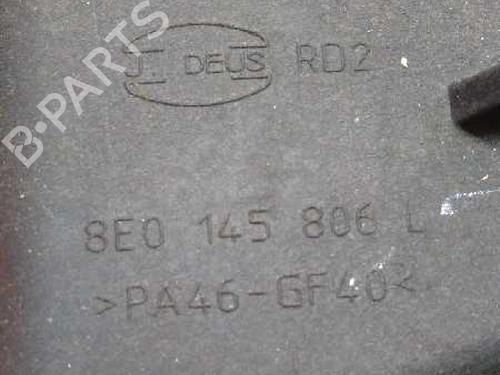 J DEUS RD2
8E0 145 806 L
>PA46-GF40<
B-PARTS